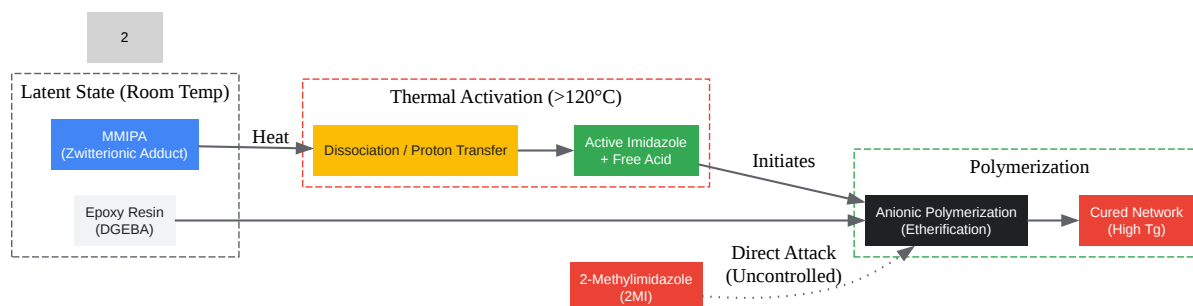 2
Latent State (Room Temp)
MMIPA
(Zwitterionic Adduct)
Epoxy Resin
(DGEBA)
Heat
Thermal Activation (>120°C)
Dissociation / Proton Transfer
Active Imidazole
+ Free Acid
Initiates
Polymerization
Anionic Polymerization
(Etherification)
Cured Network
(High Tg)
Direct Attack
(Uncontrolled)
2-Methylimidazole
(2MI)